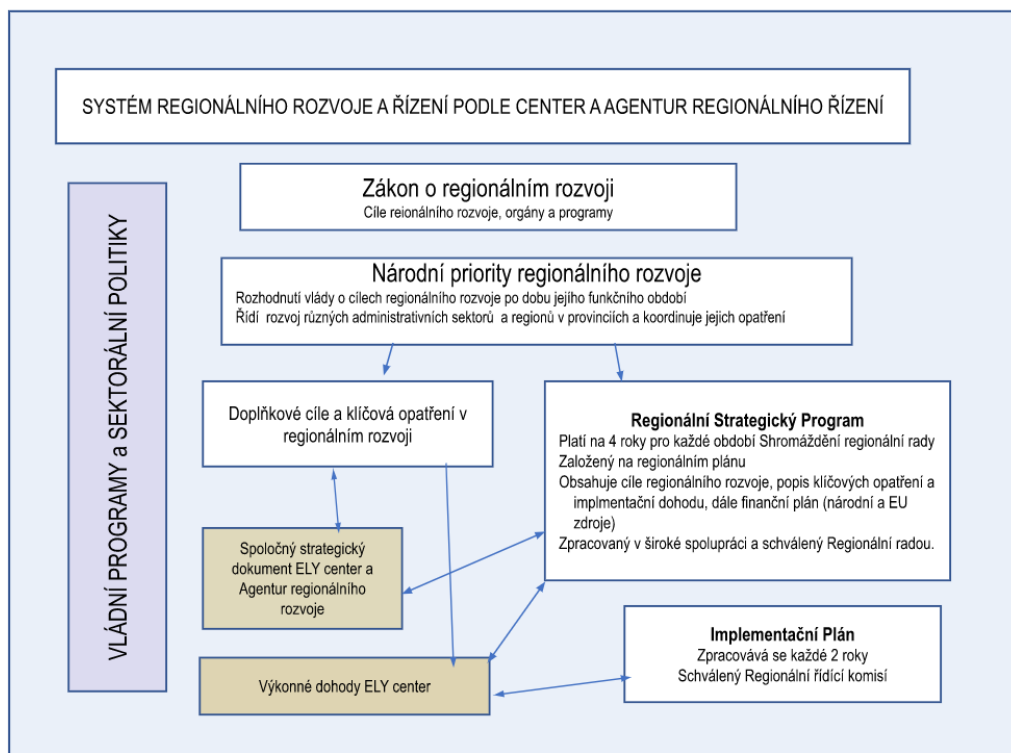 SYSTÉM REGIONÁLNÍHO ROZVOJE A ŘÍZENÍ PODLE CENTER A AGENTUR REGIONÁLNÍHO ŘÍZENÍ
VLÁDNÍ PROGRAMY a SEKTORÁLNÍ POLITIKY
Zákon o regionálním rozvoji
Cíle reionálního rozvoje, orgány a programy
Národní priority regionálního rozvoje
Rozhodnutí vlády o cílech regionálního rozvoje po dobu jejího funkčního období
Řídí rozvoj různých administrativních sektorů a regionů v provinciích a koordinuje jejich opatření
Doplňkové cíle a klíčová opatření v
regionálním rozvoji
Regionální Strategický Program
Platí na 4 roky pro každé období Shromáždění regionální rady
Založený na regionálním plánu
Obsahuje cíle regionálního rozvoje, popis klíčových opatření a
implmentační dohodu, dále finanční plán (národní a EU
zdroje)
Zpracovaný v široké spolupráci a schválený Regionální radou.
Spoločný strategický
dokument ELY center a
Agentur regionálního
rozvoje
Výkonné dohody ELY center
Implementační Plán
Zpracovává se každé 2 roky
Schválený Regionální řídící komisí